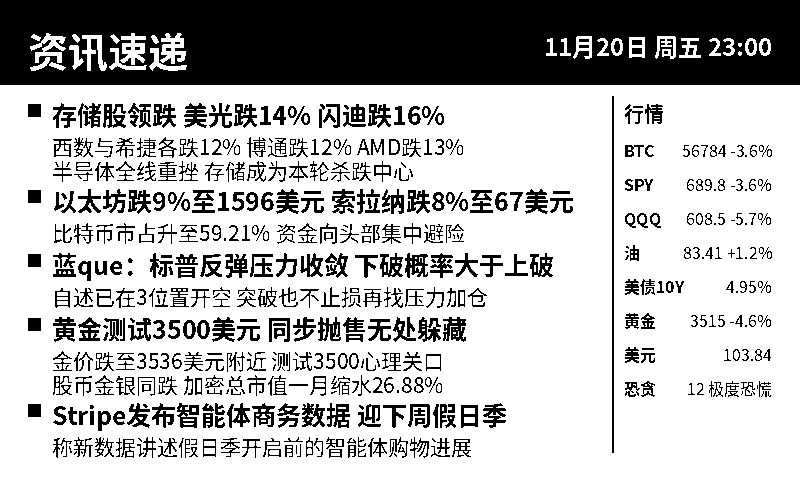 资讯速递
11月20日 周五 23:00
存储股领跌 美光跌14% 闪迪跌16%
西数与希捷各跌12% 博通跌12% AMD跌13%
半导体全线重挫 存储成为本轮杀跌中心
以太坊跌9%至1596美元 索拉纳跌8%至67美元
比特币市占升至59.21% 资金向头部集中避险
蓝que：标普反弹压力收敛 下破概率大于上破
自述已在3位置开空 突破也不止损再找压力加仓
黄金测试3500美元 同步抛售无处躲藏
金价跌至3536美元附近 测试3500心理关口
股币金银同跌 加密总市值一月缩水26.88%
Stripe发布智能体商务数据 迎下周假日季
称新数据讲述假日季开启前的智能体购物进展
行情
BTC 56784 -3.6%
SPY 689.8 -3.6%
QQQ 608.5 -5.7%
油 83.41 +1.2%
美债10Y 4.95%
黄金 3515 -4.6%
美元 103.84
恐贪 12 极度恐慌